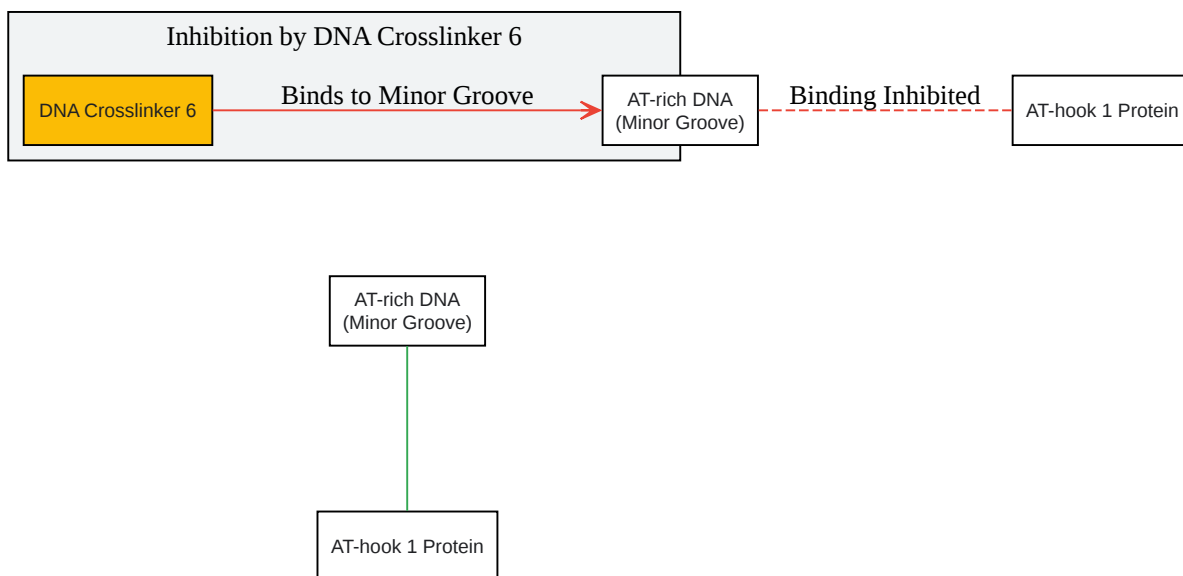 Inhibition by DNA Crosslinker 6
DNA Crosslinker 6
Binds to Minor Groove
AT-rich DNA
(Minor Groove)
Binding Inhibited
AT-hook 1 Protein
AT-rich DNA
(Minor Groove)
AT-hook 1 Protein